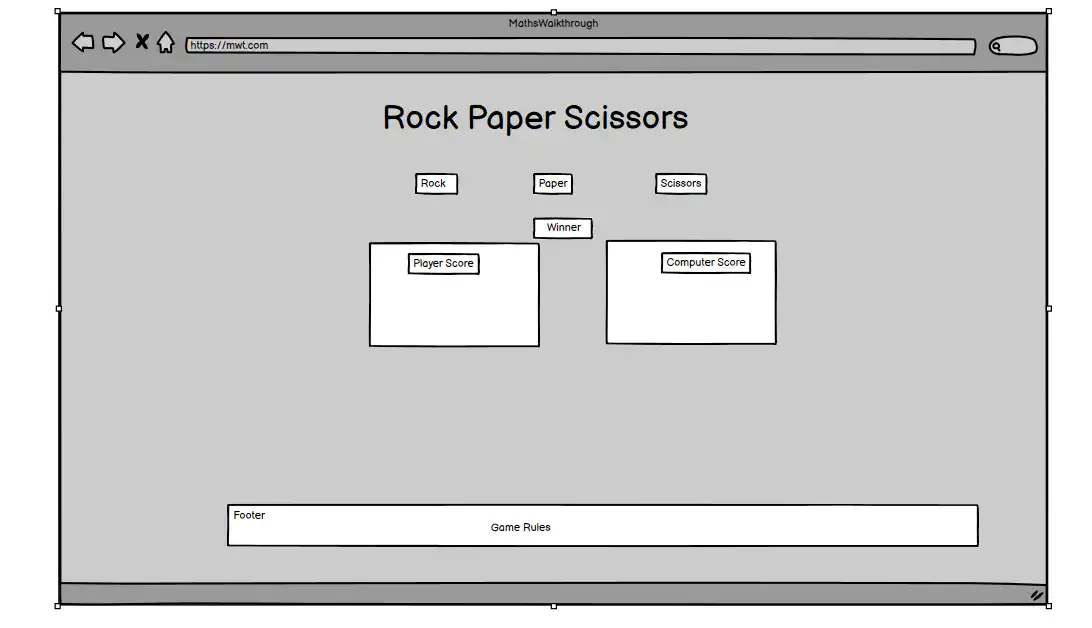 MathsWalkthrough
https://mwt.com
Rock Paper Scissors
Rock
Paper
Scissors
Winner
Player Score
Computer Score
Footer
Game Rules